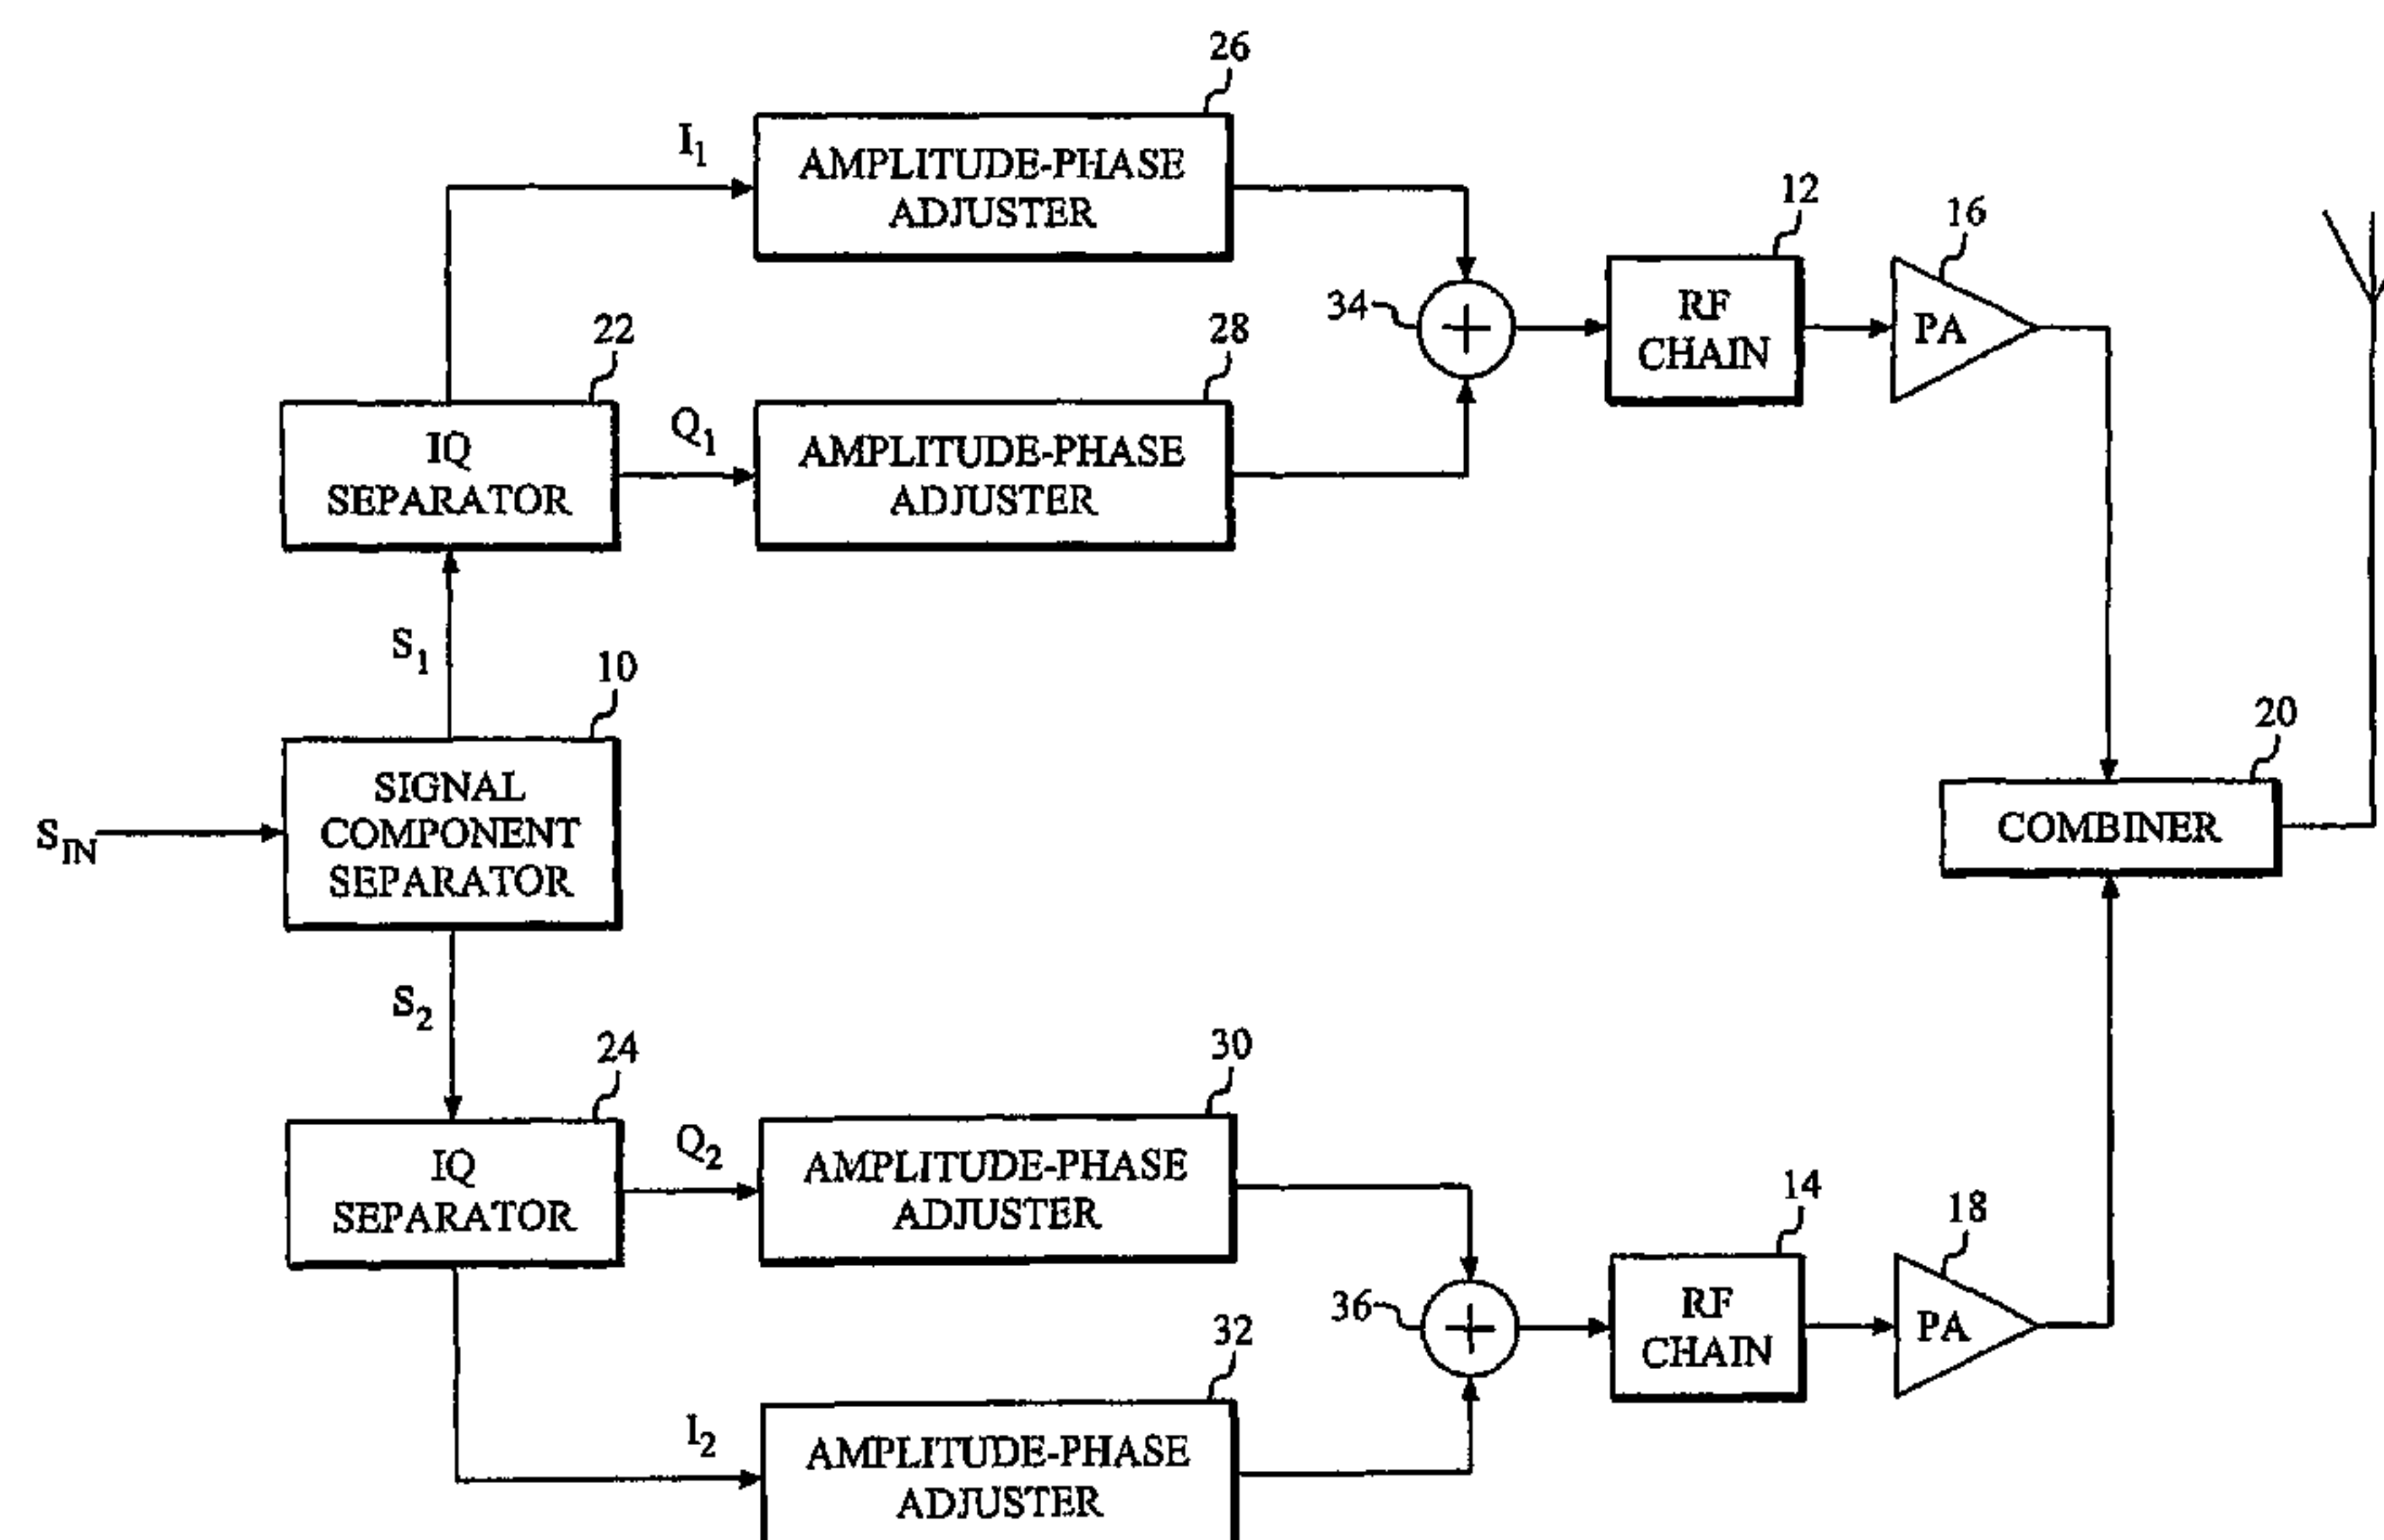 26
I1
AMPLITUDE-PHASE
ADJUSTER
12
16
34
RF
CHAIN
PA
22
28
IQ
SEPARATOR
Q1
AMPLITUDE-PHASE
ADJUSTER
S1
10
SIGNAL
COMPONENT
SEPARATOR
SIN
20
COMBINER
S2
24
30
IQ
SEPARATOR
Q2
AMPLITUDE-PHASE
ADJUSTER
14
18
36
RF
CHAIN
PA
32
I2
AMPLITUDE-PHASE
ADJUSTER